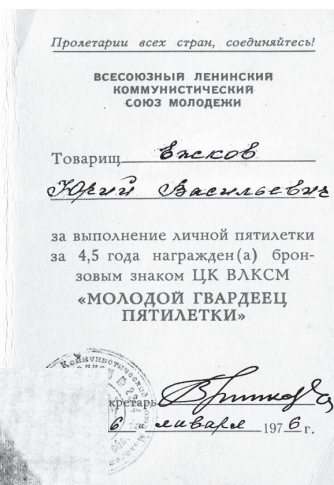 Пролетарии всех стран, соединяйтесь!
ВСЕСОЮЗНЫЙ ЛЕНИНСКИЙ
КОММУНИСТИЧЕСКИЙ
СОЮЗ МОЛОДЕЖИ
Товарищ Ежков
Юрий Васильевич
за выполнение личной пятилетки
за 4,5 года награжден(а) брон-
зовым знаком ЦК ВЛКСМ
«МОЛОДОЙ ГВАРДЕЕЦ
ПЯТИЛЕТКИ»
кретарь
6 января 1976 г.